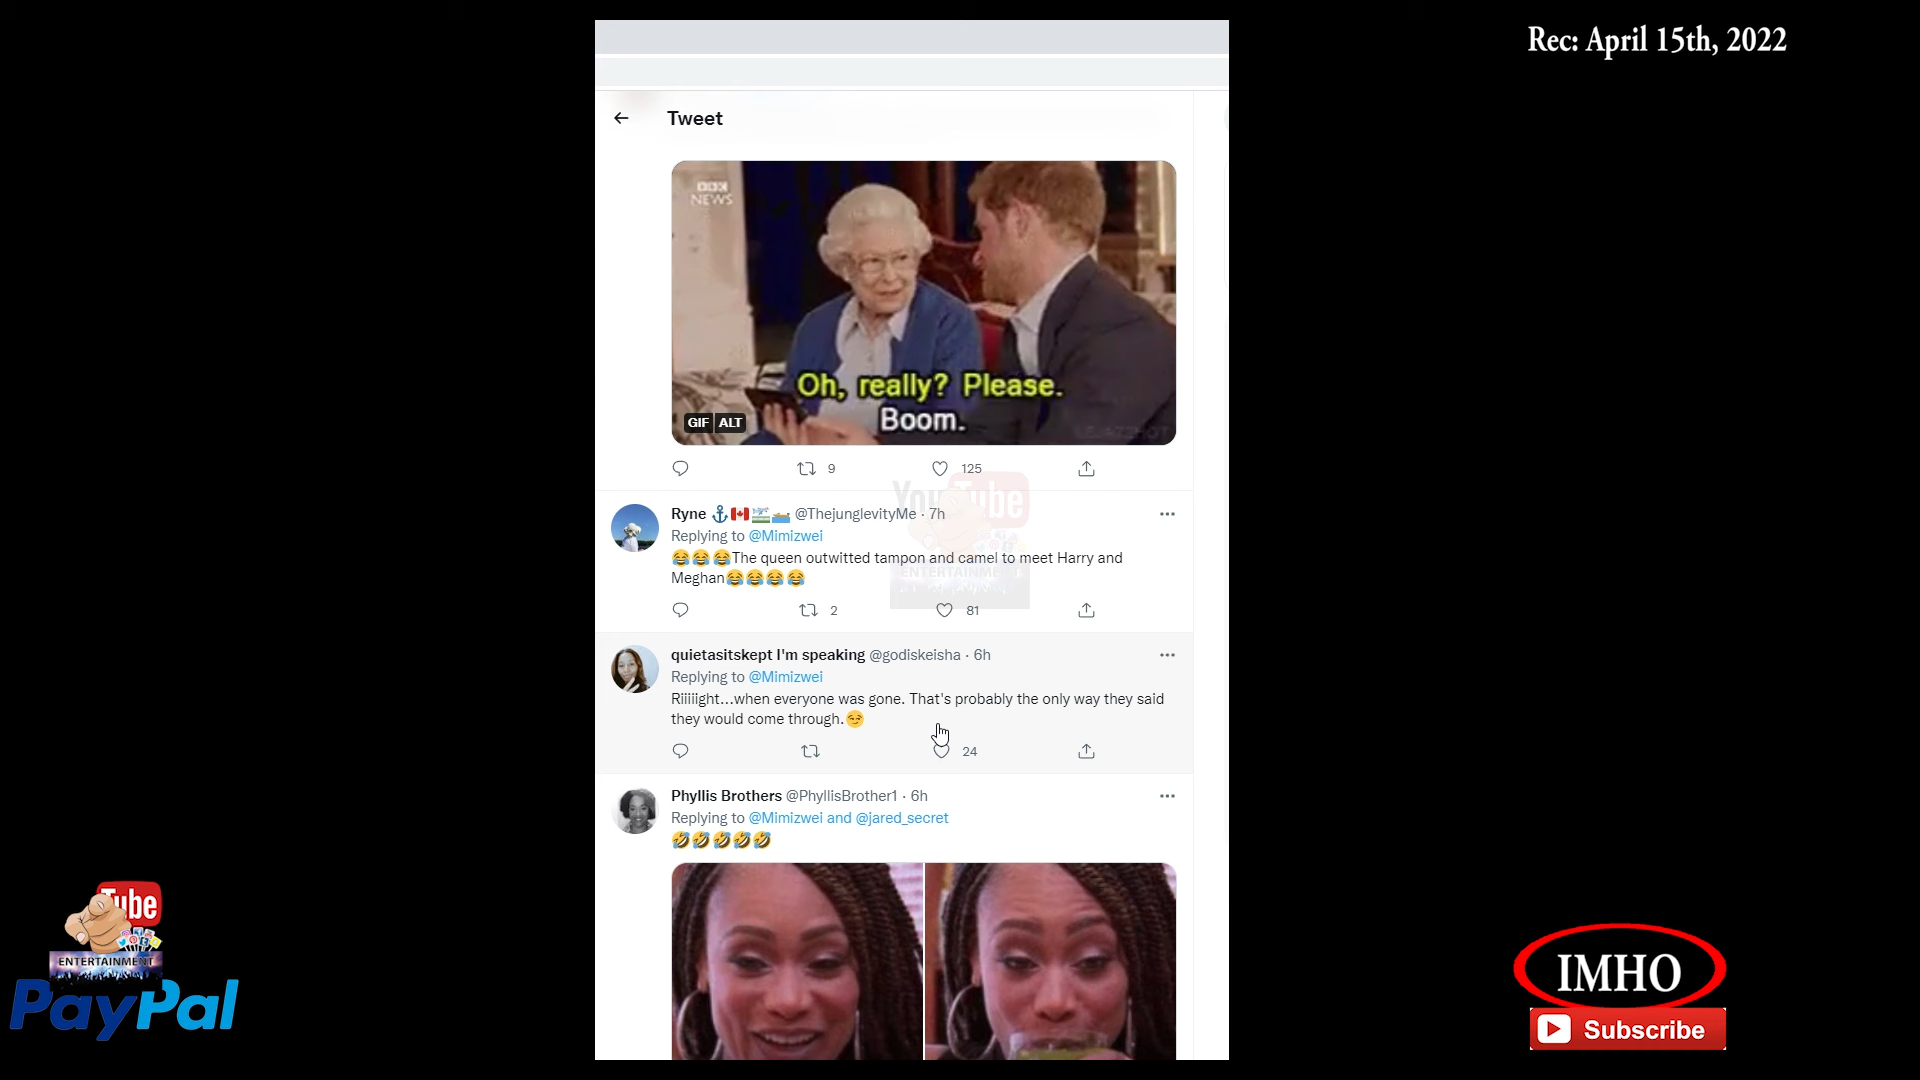 Rec: April 15th, 2022
Tweet
BBC
NEWS
Oh, really? Please.
Boom.
GIF ALT
9 125
Ryne @ThejunglevityMe · 7h
Replying to @Mimizwei
😂😂😂The queen outwitted tampon and camel to meet Harry and
Meghan😂😂😂😂
2 81
quietasitskept I'm speaking @godiskeisha · 6h
Replying to @Mimizwei
Riiiiight...when everyone was gone. That's probably the only way they said
they would come through.😏
24
Phyllis Brothers @PhyllisBrother1 · 6h
Replying to @Mimizwei and @jared_secret
🤣🤣🤣🤣🤣
YouTube
ENTERTAINMENT
Tube
ENTERTAINMENT
PayPal
IMHO
Subscribe